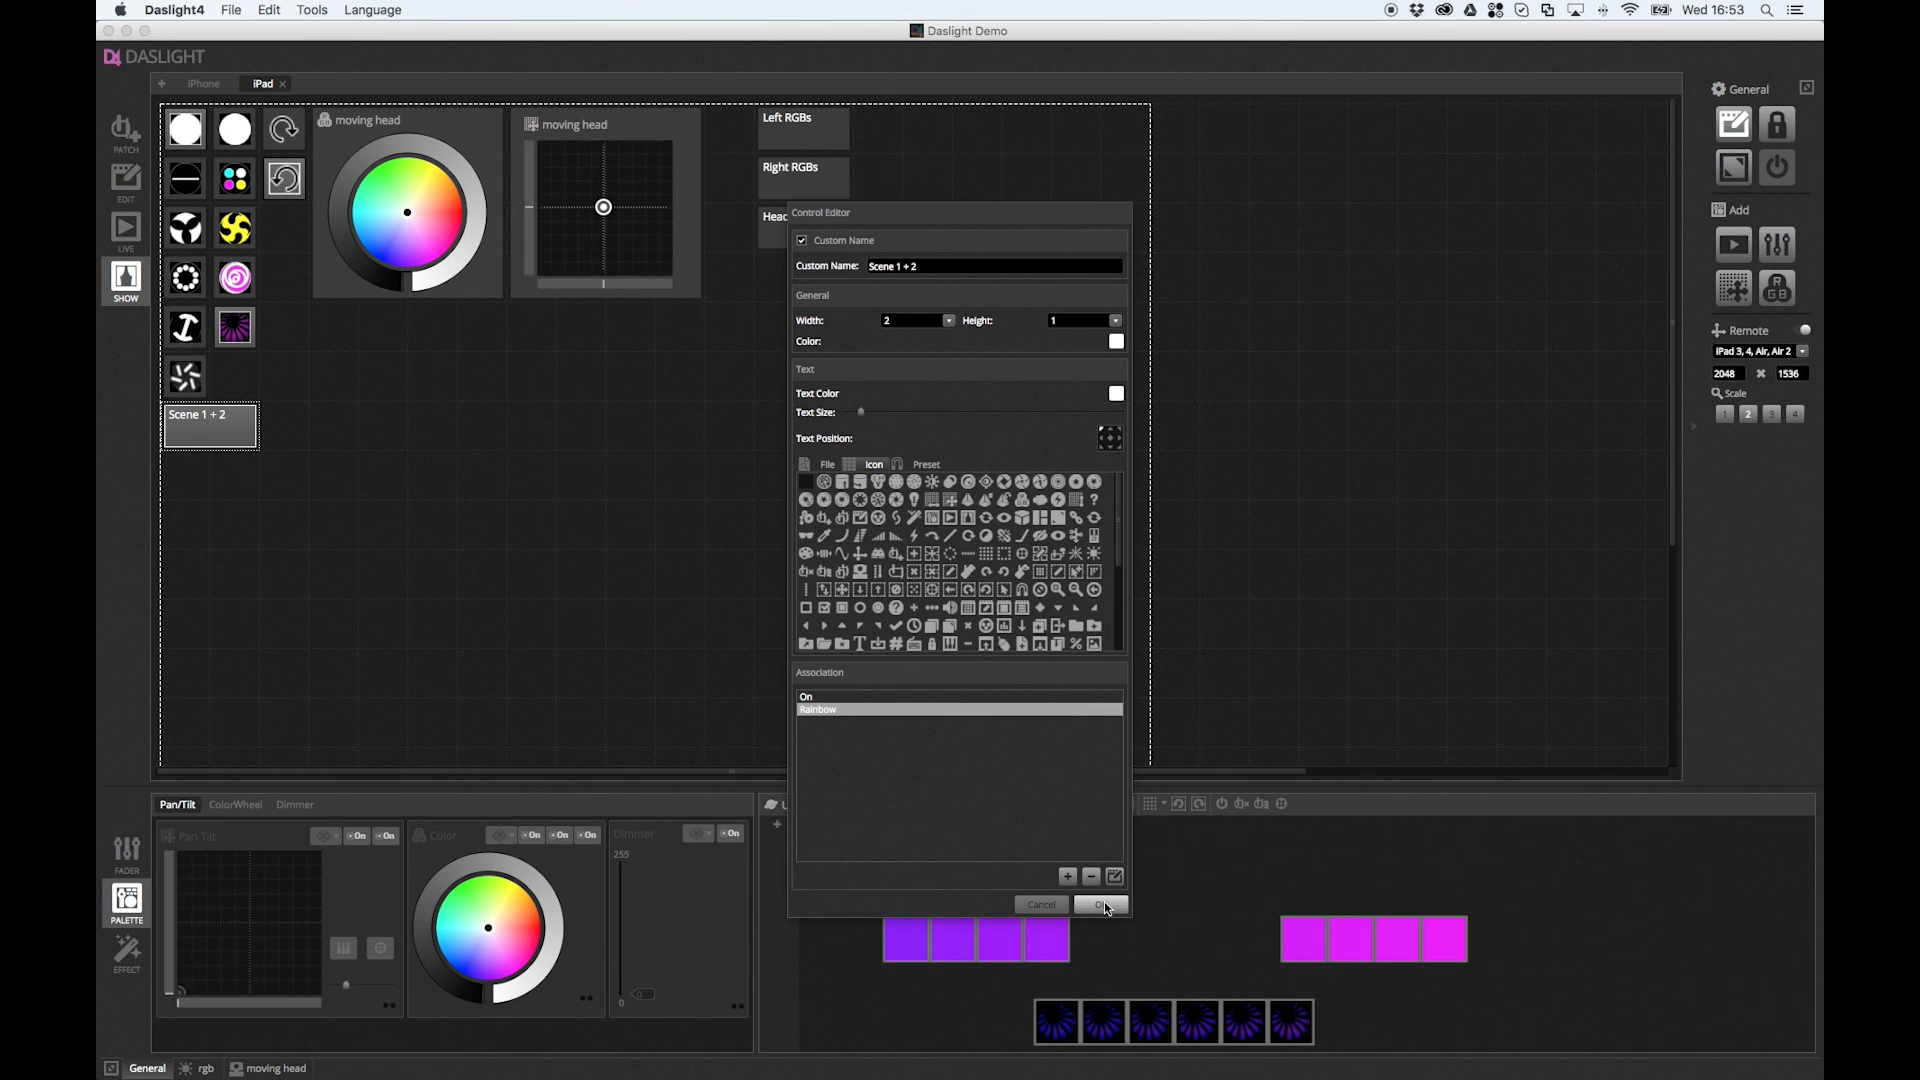 Daslight4 File Edit Tools Language
Wed 16:53
Daslight Demo
D4 DASLIGHT
iPhone iPad
PATCH
EDIT
LIVE
SHOW
moving head
moving head
Left RGBs
Right RGBs
Scene 1 + 2
Control Editor
Custom Name
Custom Name: Scene 1 + 2
General
Width: 2 Height: 1
Color:
Text
Text Color
Text Size:
Text Position:
File Icon Preset
Association
On
Rainbow
Cancel
General
Add
Remote
iPad 3, 4, Air, Air 2
2048 1536
Scale
1 2 3 4
Pan/Tilt ColorWheel Dimmer
Pan Tilt On On
Color On On On
Dimmer On
255
0 0
FADER
PALETTE
EFFECT
General rgb moving head